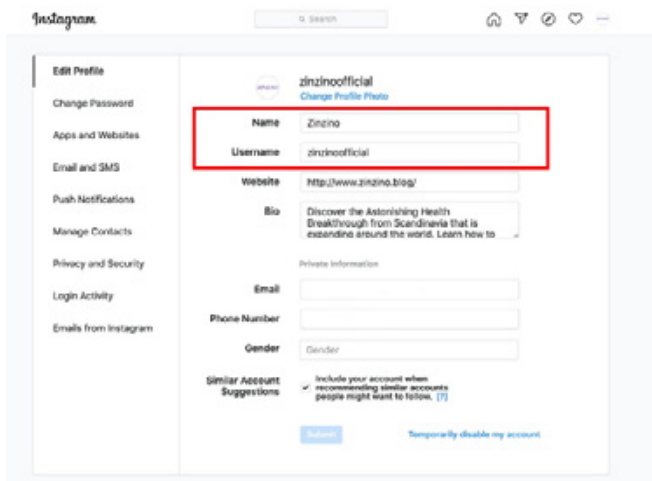 Instagram
Search
Edit Profile
Change Password
Apps and Websites
Email and SMS
Push Notifications
Manage Contacts
Privacy and Security
Login Activity
Emails from Instagram
zinzinoofficial
Change Profile Photo
Name Zinzino
Username zinzinoofficial
Website http://www.zinzino.blog/
Bio Discover the Astonishing Health
Breakthrough from Scandinavia that is
expanding around the world. Learn how to
Private Information
Email
Phone Number
Gender Gender
Similar Account
Suggestions
Include your account when
recommending similar accounts
people might want to follow. [?]
Submit Temporarily disable my account